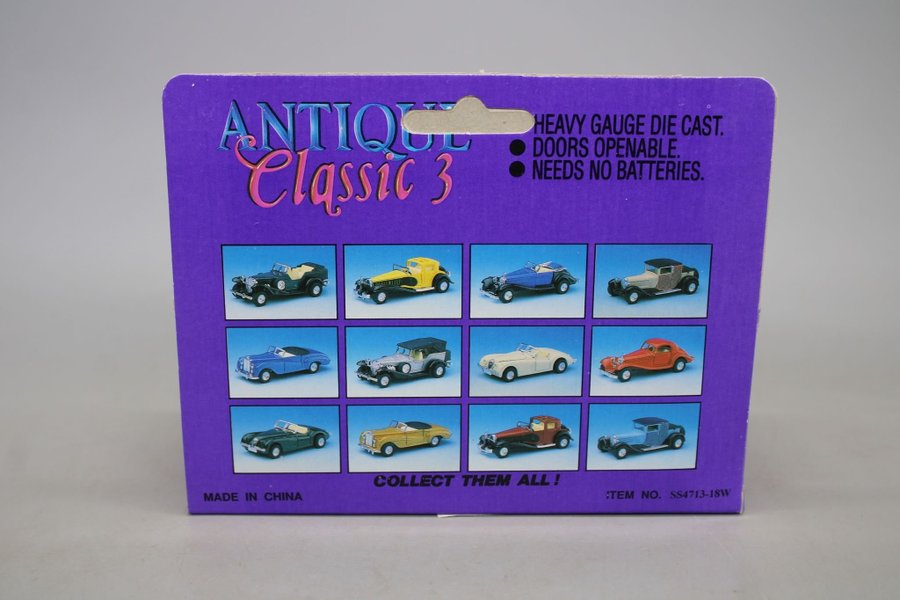 ANTIQUE
Classic 3
HEAVY GAUGE DIE CAST.
● DOORS OPENABLE.
● NEEDS NO BATTERIES.
COLLECT THEM ALL!
MADE IN CHINA
ITEM NO. SS4713-18W